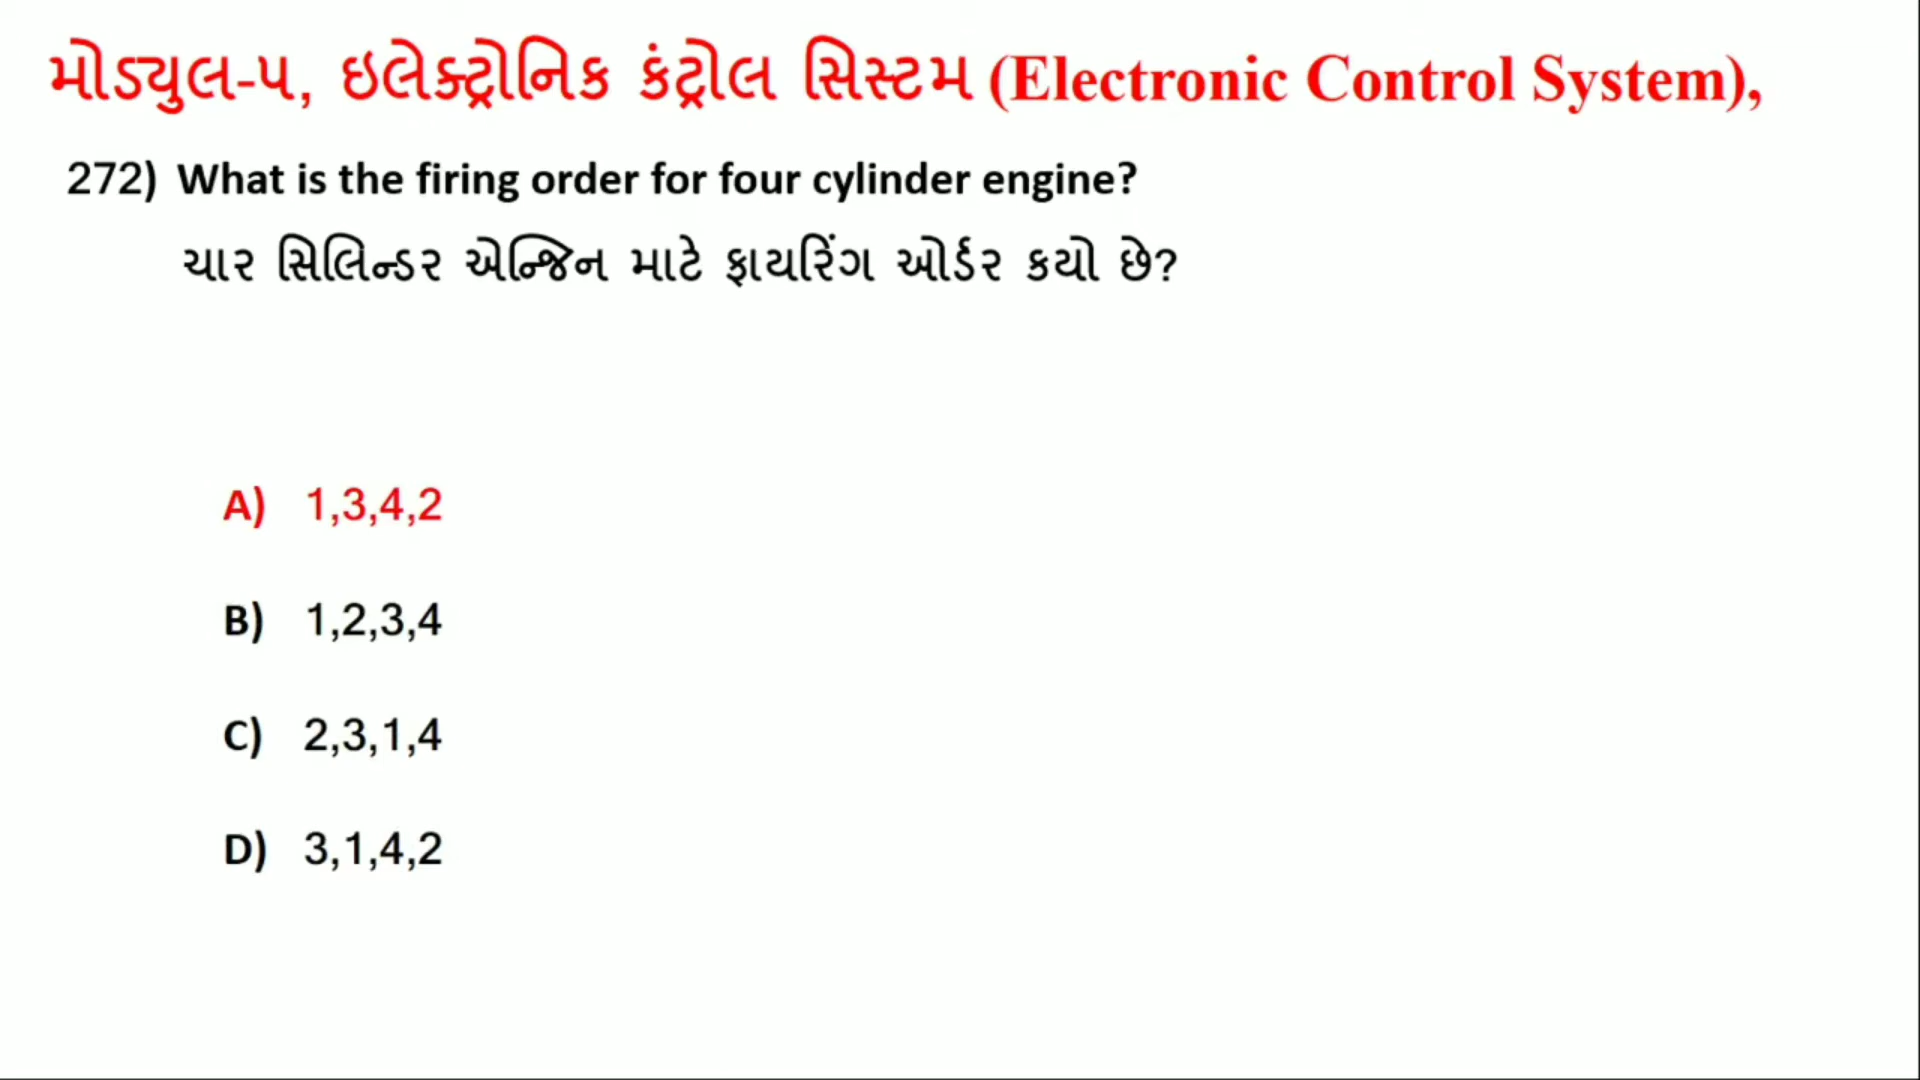 મોડ્યુલ-૫, ઇલેક્ટ્રોનિક કંટ્રોલ સિસ્ટમ (Electronic Control System),
272) What is the firing order for four cylinder engine?
ચાર સિલિન્ડર એન્જિન માટે ફાયરિંગ ઓર્ડર કયો છે?
A) 1,3,4,2
B) 1,2,3,4
C) 2,3,1,4
D) 3,1,4,2